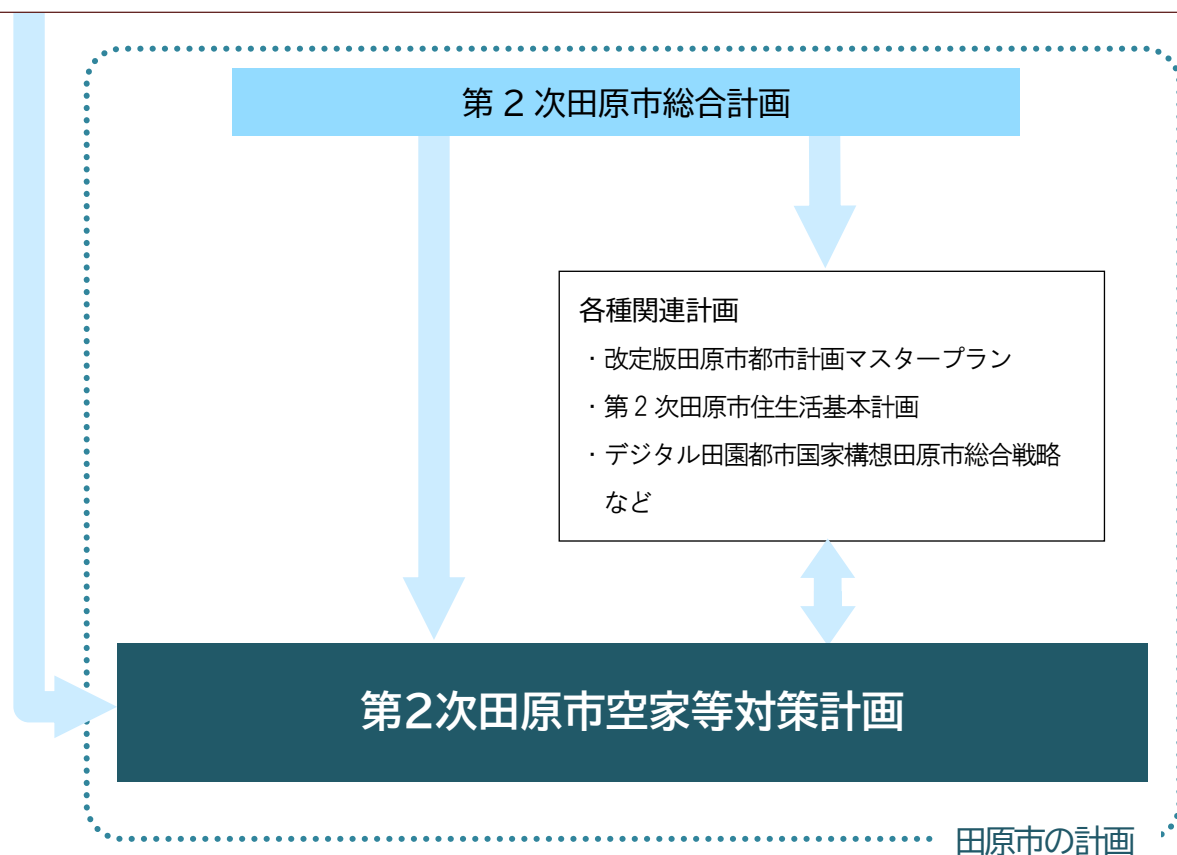 第2次田原市総合計画
各種関連計画
・改定版田原市都市計画マスタープラン
・第2次田原市住生活基本計画
・デジタル田園都市国家構想田原市総合戦略
など
第2次田原市空家等対策計画
田原市の計画